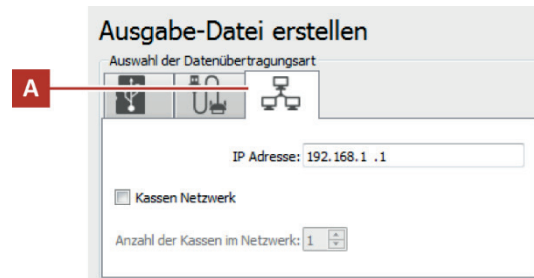 Ausgabe-Datei erstellen
Auswahl der Datenübertragungsart
A
IP Adresse: 192.168.1 .1
Kassen Netzwerk
Anzahl der Kassen im Netzwerk: 1